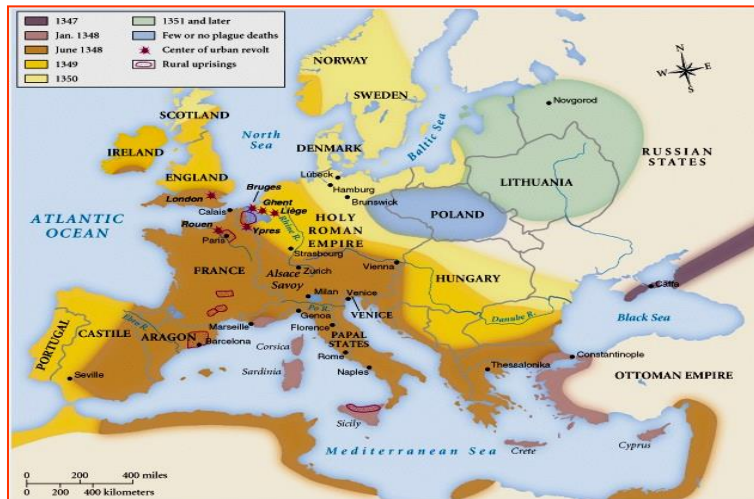 1347
Jan. 1348
June 1348
1349
1350
1351 and later
Few or no plague deaths
Center of urban revolt
Rural uprisings
N
W
E
S
NORWAY
SWEDEN
Novgorod
SCOTLAND
North
Sea
Baltic Sea
RUSSIAN
STATES
IRELAND
DENMARK
LITHUANIA
ENGLAND
Lübeck
Hamburg
Brunswick
London
Bruges
Ghent
Liège
Calais
ATLANTIC
OCEAN
HOLY
ROMAN
EMPIRE
POLAND
Rouen
Ypres
Rhine R.
Paris
Strasbourg
FRANCE
Alsace
Savoy
Zürich
Vienna
HUNGARY
Caffa
Milan
Venice
VENICE
Po R.
Danube R.
Black Sea
PORTUGAL
CASTILE
Ebro R.
ARAGON
Marseille
Genoa
Florence
PAPAL
STATES
Barcelona
Corsica
Rome
Constantinople
Thessalonika
OTTOMAN EMPIRE
Seville
Sardinia
Naples
Sicily
Mediterranean Sea
Crete
Cyprus
0 200 400 miles
0 200 400 kilometers